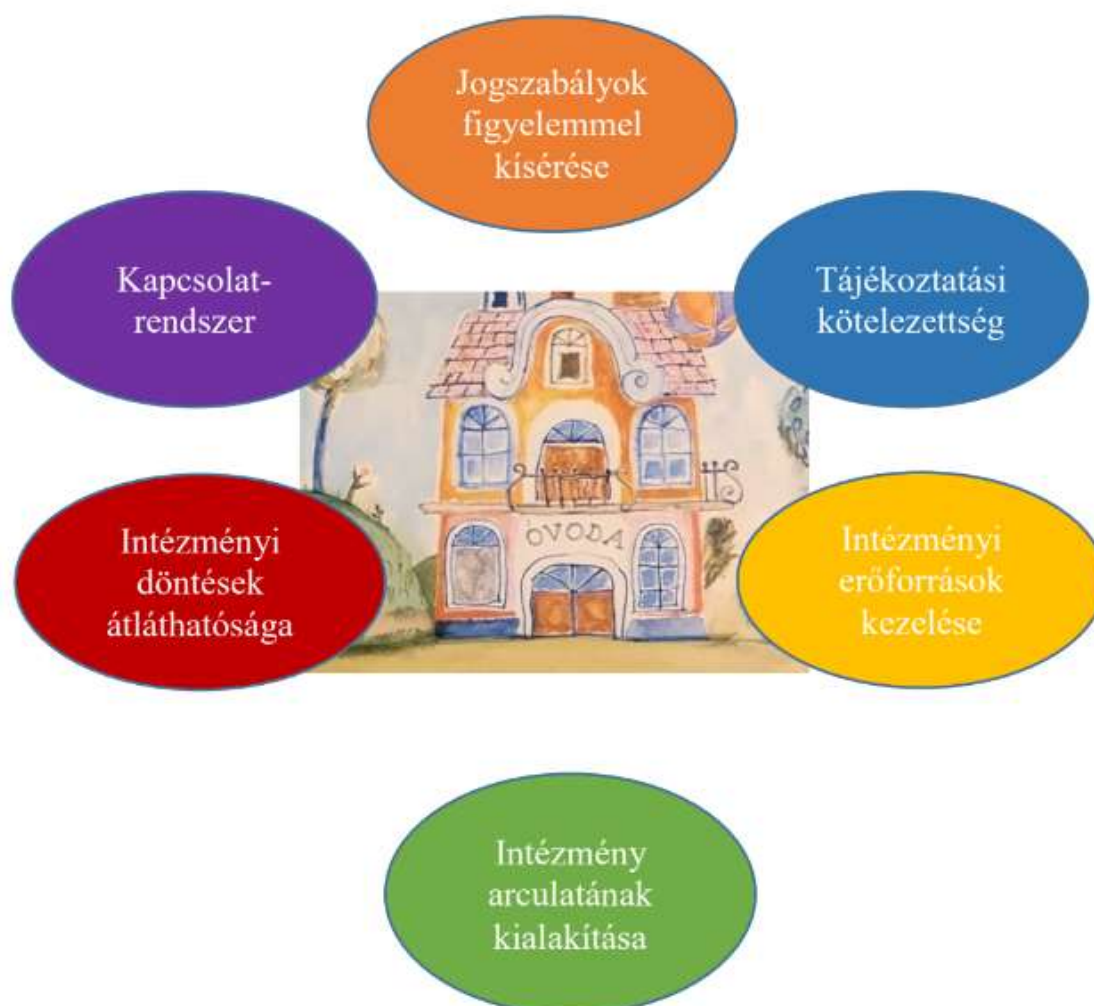 Jogszabályok
figyelemmel
kísérése
Kapcsolat-
rendszer
Tájékoztatási
kötelezettség
ÓVODA
Intézményi
döntések
átláthatósága
Intézményi
erőforrások
kezelése
Intézmény
arculatának
kialakítása